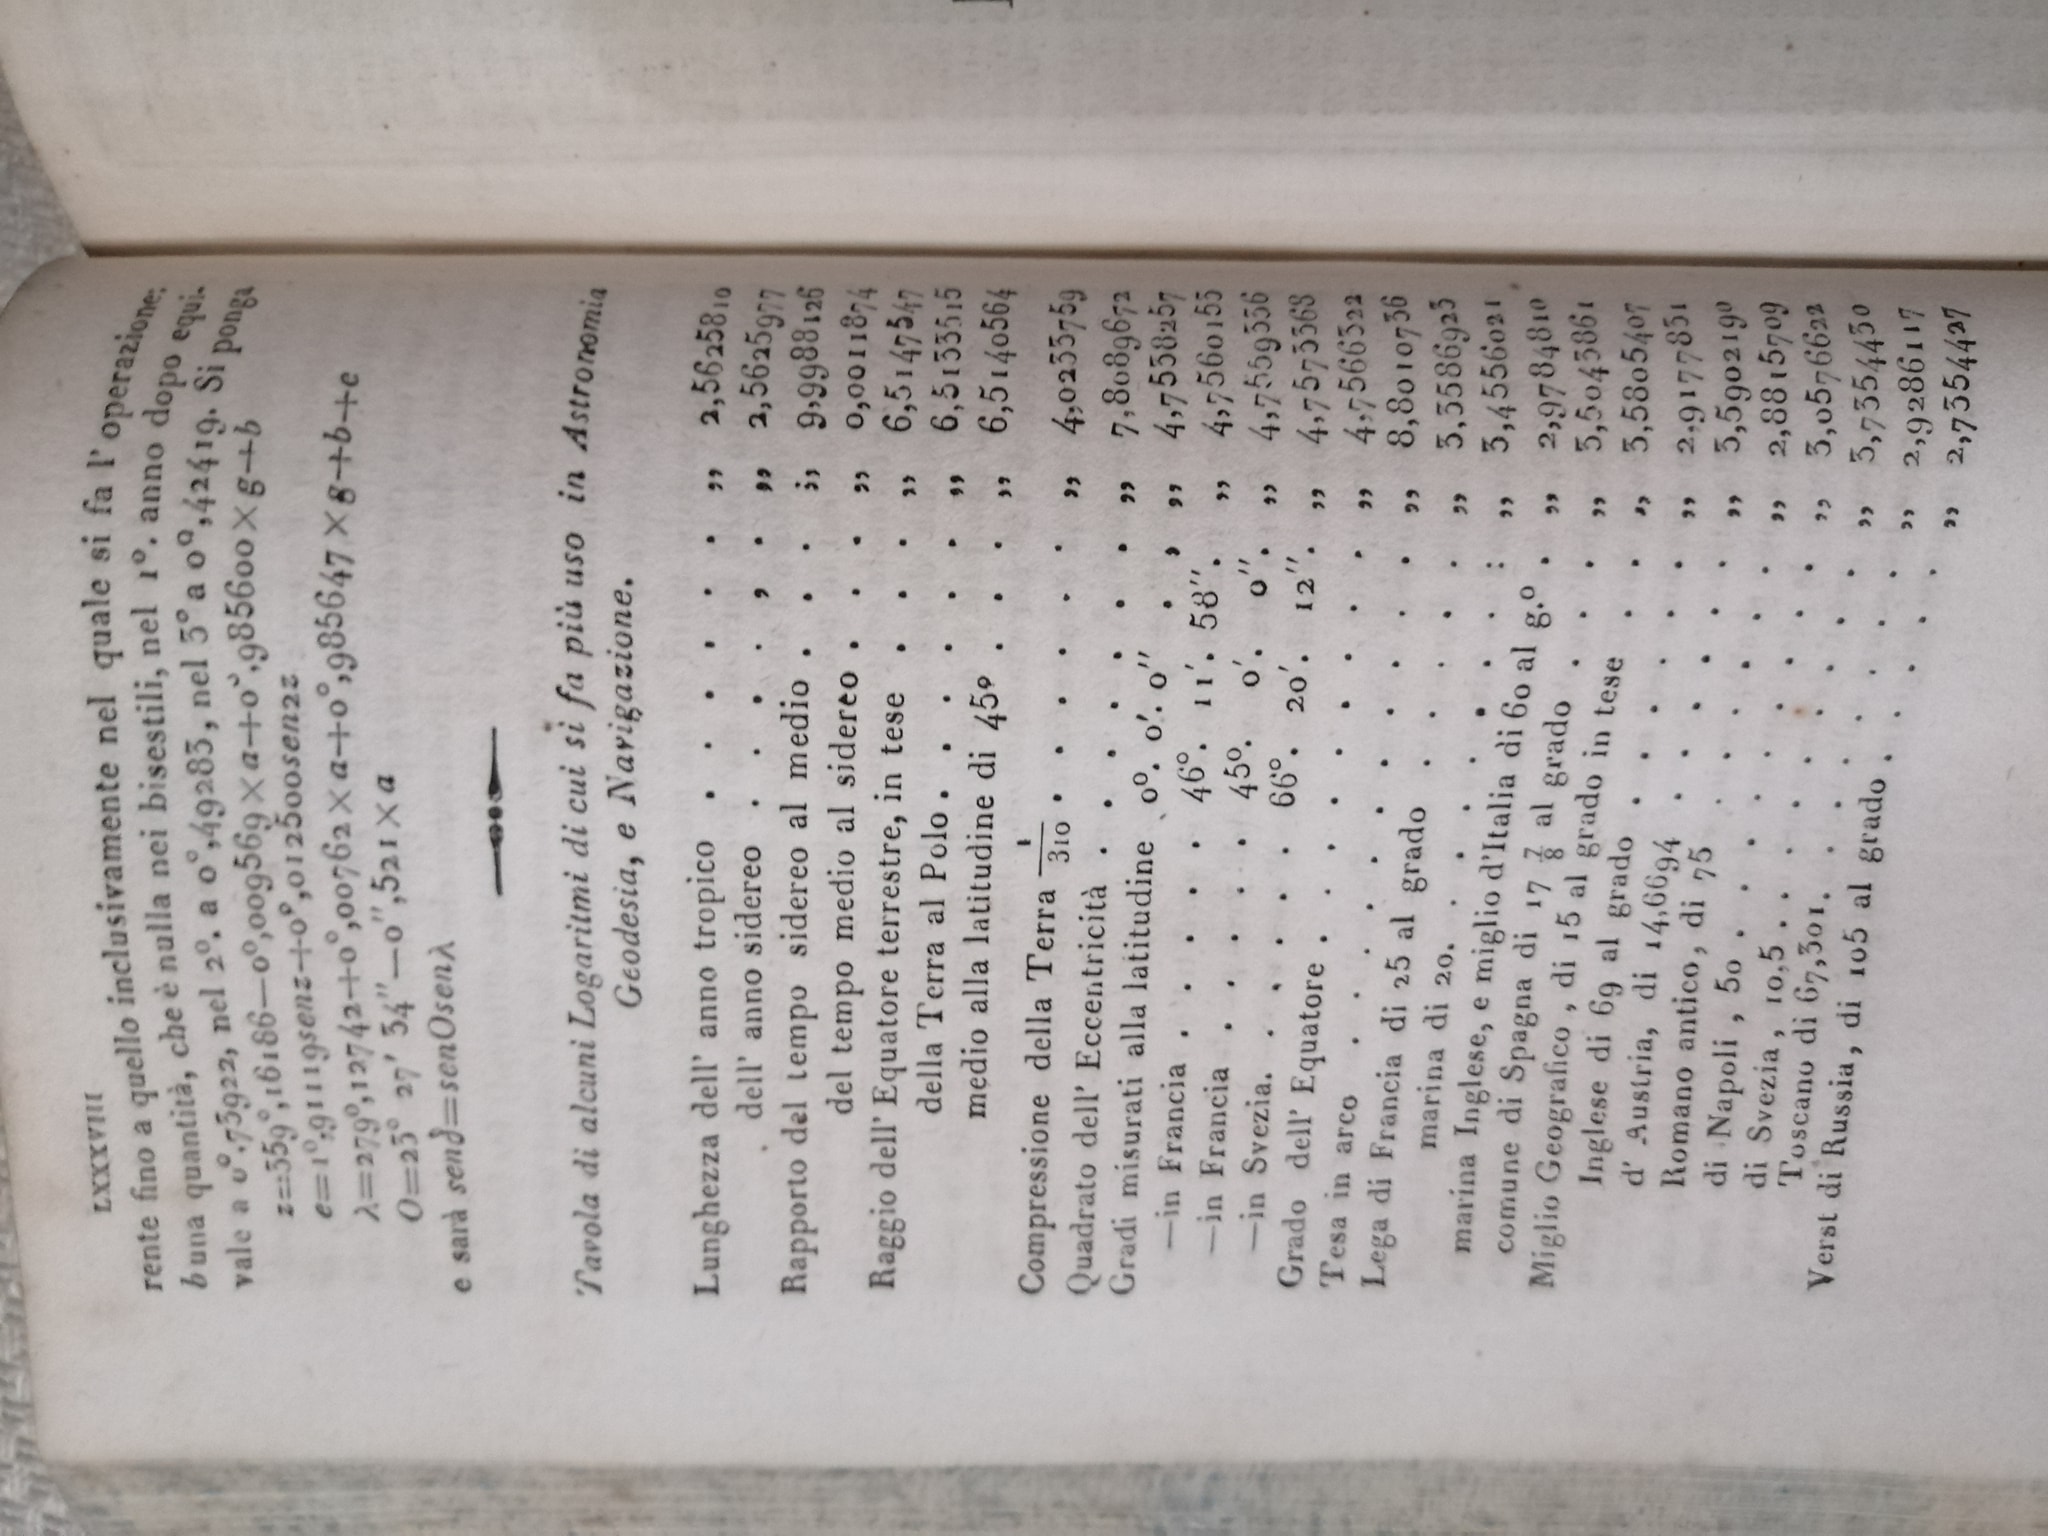 LXXXVIII
rente fino a quello inclusivamente nel quale si fa l' operazione;
b una quantità, che è nulla nei bisestili, nel 1°. anno dopo equi-
vale a 0°,73922, nel 2°. a 0°,49283, nel 3° a 0°,42419. Si ponga
z=359°,16186—0°,009569×a+0°,985600×g+b
e=1°,91119senz+0°,012500sen2z
λ=279°,12742+0°,00762×a+0°,985647×g+b+e
O=23° 27' 34''—0'',521×a
e sarà senδ=senOsenλ
Tavola di alcuni Logaritmi di cui si fa più uso in Astronomia
Geodesia, e Navigazione.
Lunghezza dell' anno tropico . . . . . . ,, 2,5625810
dell' anno sidereo . . . . , . ,, 2,5625977
Rapporto del tempo sidereo al medio . . . ,, 9,9988126
del tempo medio al sidereo . . . ,, 0,0011874
Raggio dell' Equatore terrestre, in tese . . . ,, 6,5147547
della Terra al Polo . . . . . . ,, 6,5133515
medio alla latitudine di 45° . . . ,, 6,5140564
Compressione della Terra 1/310 . . . . . . ,, 4,0233759
Quadrato dell' Eccentricità . . . . . . ,, 7,8089672
Gradi misurati alla latitudine 0°. 0'. 0'' . , ,, 4,7538257
—in Francia . . . . . 46°. 11'. 58''. ,, 4,7560155
—in Francia . . . . . 45°. 0'. 0''. ,, 4,7559336
—in Svezia. . . . . . 66°. 20'. 12''. ,, 4,7573368
Grado dell' Equatore . . . . . . . . ,, 4,7566322
Tesa in arco . . . . . . . . . . ,, 8,8010736
Lega di Francia di 25 al grado . . . . . ,, 3,3586923
marina di 20. . . . . . . . : ,, 3,4556021
marina Inglese, e miglio d'Italia di 60 al g.° . ,, 2,9784810
comune di Spagna di 17 7/8 al grado . . . ,, 3,5043861
Miglio Geografico, di 15 al grado in tese . . ,, 3,5805407
Inglese di 69 al grado . . . . . ,, 2,9177831
d' Austria, di 14,6694 . . . . . ,, 3,5902190
Romano antico, di 75 . . . . . ,, 2,8815709
di Napoli, 50 . . . . . . . ,, 3,0576622
di Svezia, 10,5 . . . . . . . ,, 3,7354430
Toscano di 67,301. . . . . . . ,, 2,9286117
Verst di Russia, di 105 al grado . . . . . ,, 2,7354427